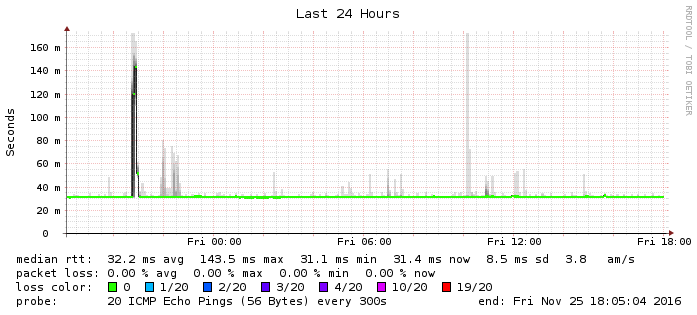 Last 24 Hours
RRDTOOL / TOBI OETIKER
Seconds
160 m
140 m
120 m
100 m
80 m
60 m
40 m
20 m
0
Fri 00:00 Fri 06:00 Fri 12:00 Fri 18:00
median rtt: 32.2 ms avg 143.5 ms max 31.1 ms min 31.4 ms now 8.5 ms sd 3.8 am/s
packet loss: 0.00 % avg 0.00 % max 0.00 % min 0.00 % now
loss color: 0 1/20 2/20 3/20 4/20 10/20 19/20
probe: 20 ICMP Echo Pings (56 Bytes) every 300s end: Fri Nov 25 18:05:04 2016